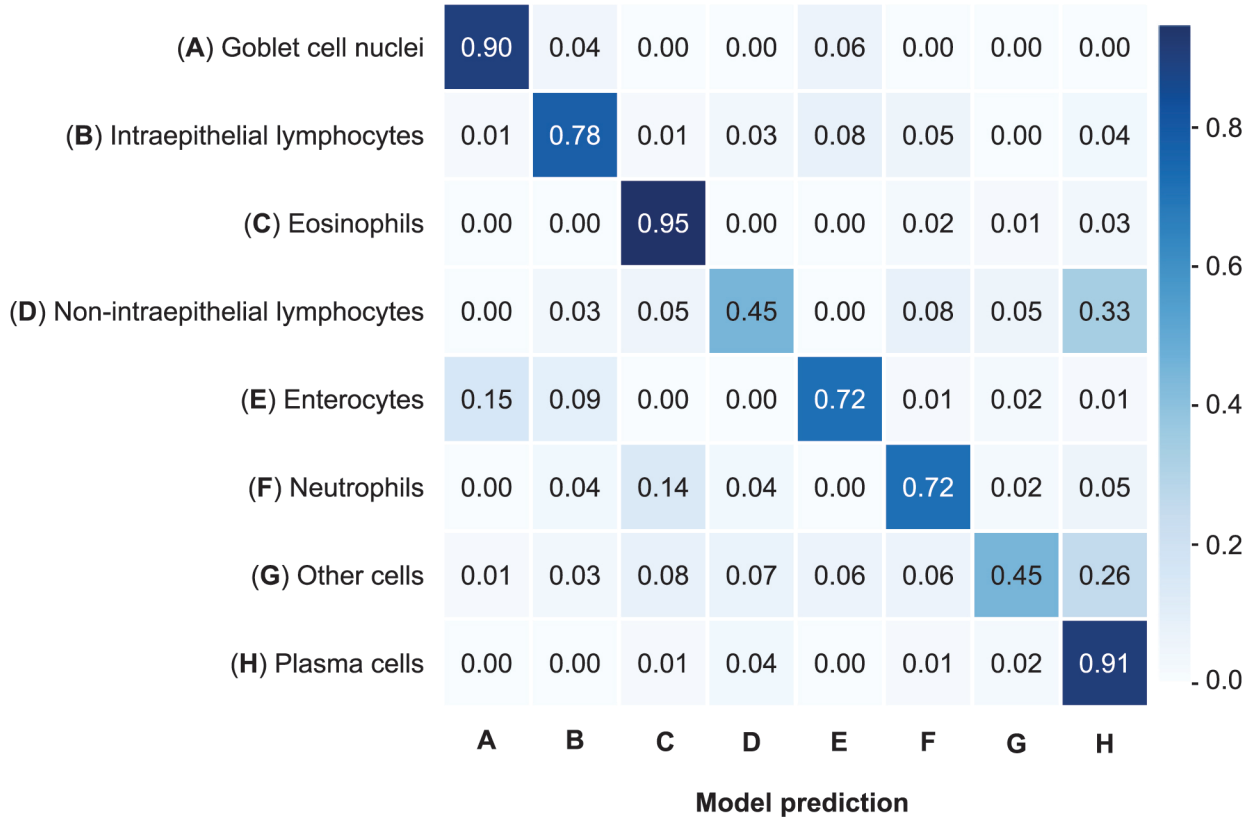 (A) Goblet cell nuclei 0.90 0.04 0.00 0.00 0.06 0.00 0.00 0.00
(B) Intraepithelial lymphocytes 0.01 0.78 0.01 0.03 0.08 0.05 0.00 0.04
(C) Eosinophils 0.00 0.00 0.95 0.00 0.00 0.02 0.01 0.03
(D) Non-intraepithelial lymphocytes 0.00 0.03 0.05 0.45 0.00 0.08 0.05 0.33
(E) Enterocytes 0.15 0.09 0.00 0.00 0.72 0.01 0.02 0.01
(F) Neutrophils 0.00 0.04 0.14 0.04 0.00 0.72 0.02 0.05
(G) Other cells 0.01 0.03 0.08 0.07 0.06 0.06 0.45 0.26
(H) Plasma cells 0.00 0.00 0.01 0.04 0.00 0.01 0.02 0.91
A B C D E F G H
Model prediction
0.8
0.6
0.4
0.2
0.0